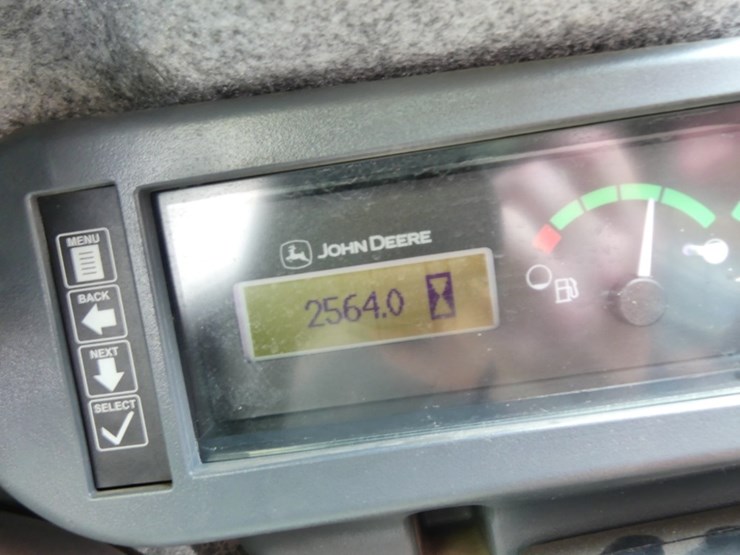 JOHN DEERE
2564.0
MENU
BACK
NEXT
SELECT